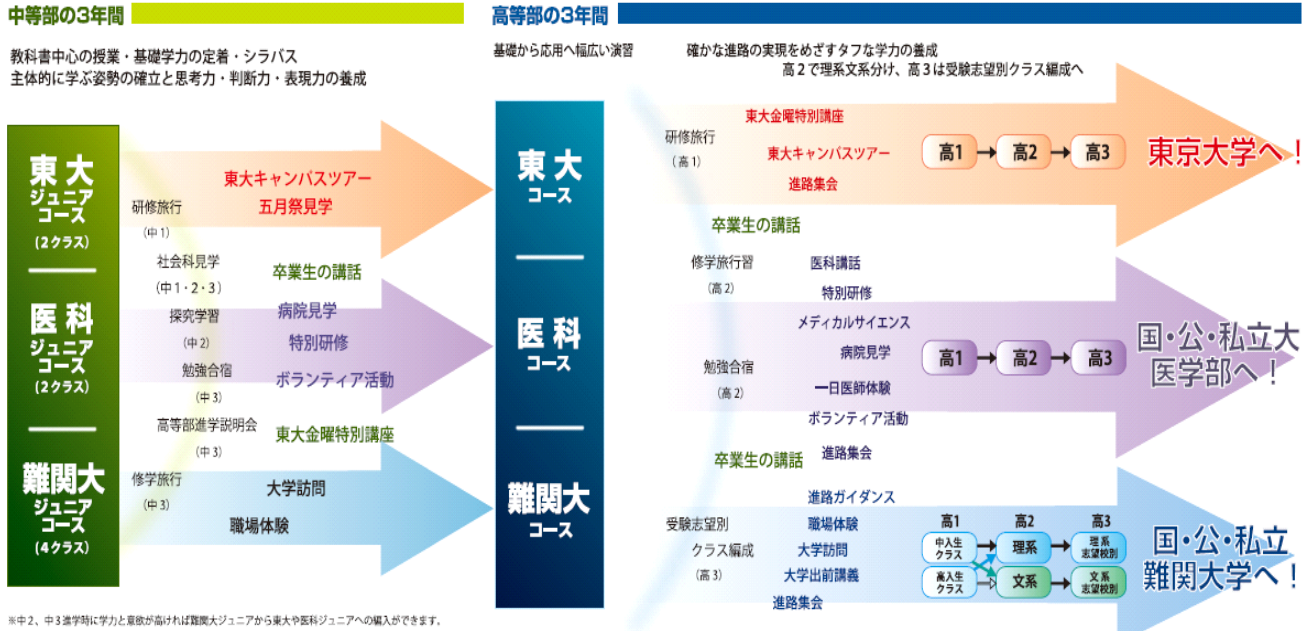 中等部の3年間
教科書中心の授業・基礎学力の定着・シラバス
主体的に学ぶ姿勢の確立と思考力・判断力・表現力の養成
東大
ジュニア
コース
(2クラス)
医科
ジュニア
コース
(2クラス)
難関大
ジュニア
コース
(4クラス)
東大キャンパスツアー
五月祭見学
研修旅行
(中1)
社会科見学
(中1・2・3)
卒業生の講話
探究学習
(中2)
病院見学
特別研修
勉強合宿
(中3)
ボランティア活動
高等部進学説明会
(中3)
東大金曜特別講座
修学旅行
(中3)
大学訪問
職場体験
※中2、中3進学時に学力と意欲が高ければ難関大ジュニアから東大や医科ジュニアへの編入ができます。
高等部の3年間
基礎から応用へ幅広い演習
確かな進路の実現をめざすタフな学力の養成
高2で理系文系分け、高3は受験志望別クラス編成へ
東大
コース
医科
コース
難関大
コース
東大金曜特別講座
研修旅行
(高1)
東大キャンパスツアー
進路集会
高1 高2 高3
東京大学へ!
卒業生の講話
修学旅行習
(高2)
医科講話
特別研修
メディカルサイエンス
病院見学
勉強合宿
(高2)
一日医師体験
ボランティア活動
高1 高2 高3
国・公・私立大
医学部へ!
卒業生の講話
進路集会
進路ガイダンス
受験志望別
クラス編成
(高3)
職場体験
大学訪問
大学出前講義
進路集会
高1 高2 高3
中入生
クラス
理系
理系
志望校別
高入生
クラス
文系
文系
志望校別
国・公・私立
難関大学へ!